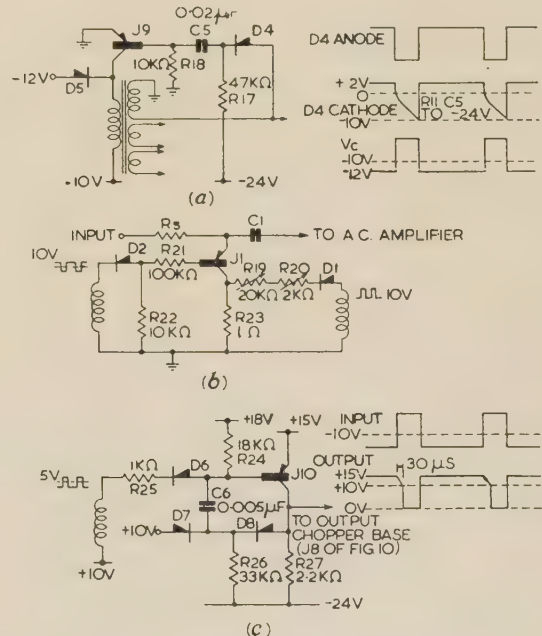 0·02μF
J9
C5
D4
10KΩ
R18
-12V
D5
47KΩ
R17
-10V
-24V
(a)
D4 ANODE
+2V
0
D4 CATHODE
R11 C5
-10V
TO -24V
Vc
-10V
-12V
INPUT
R5
C1
TO A.C. AMPLIFIER
10V
D2
R21
100KΩ
J1
R19
20KΩ
R20
2KΩ
D1
10V
R22
10KΩ
R23
1Ω
(b)
+18V
+15V
18KΩ
R24
5V
1KΩ
R25
D6
J10
C6
0·005μF
+10V
D7
D8
TO OUTPUT
CHOPPER BASE
(J8 OF FIG 10)
R26
33KΩ
R27
2·2KΩ
+10V
-24V
INPUT
-10V
OUTPUT
+15V
30μS
+10V
0V
(c)